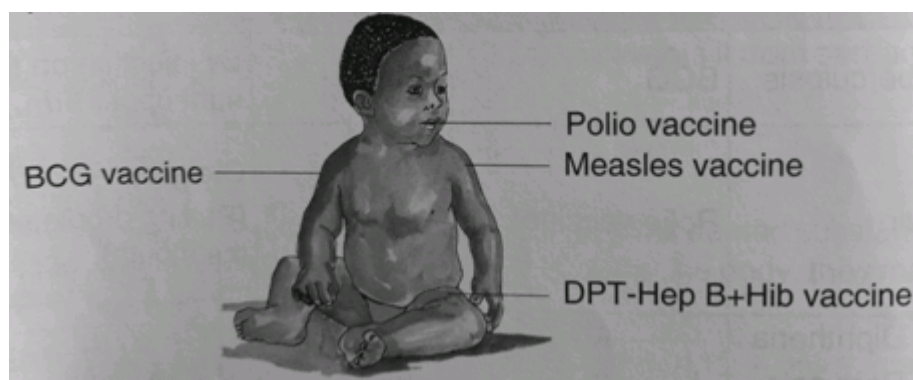 Polio vaccine
BCG vaccine
Measles vaccine
DPT-Hep B+Hib vaccine